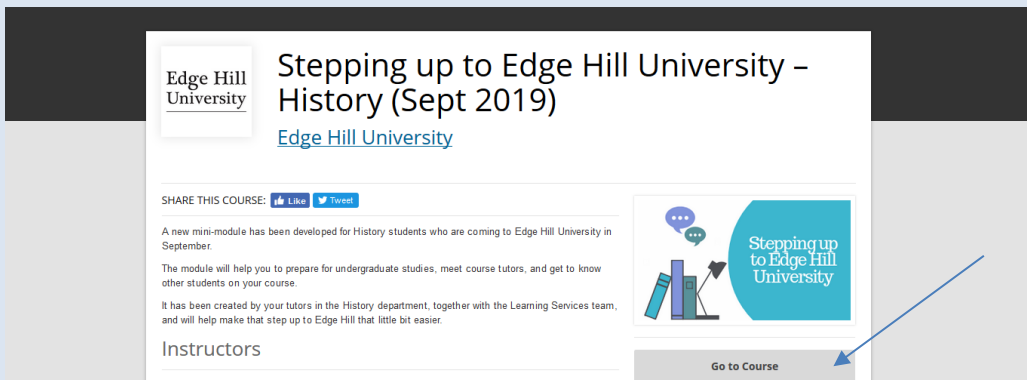 Edge Hill
University
Stepping up to Edge Hill University –
History (Sept 2019)
Edge Hill University
SHARE THIS COURSE: Like Tweet
A new mini-module has been developed for History students who are coming to Edge Hill University in
September.
The module will help you to prepare for undergraduate studies, meet course tutors, and get to know
other students on your course.
It has been created by your tutors in the History department, together with the Learning Services team,
and will help make that step up to Edge Hill that little bit easier.
Instructors
Stepping up
to Edge Hill
University
Go to Course